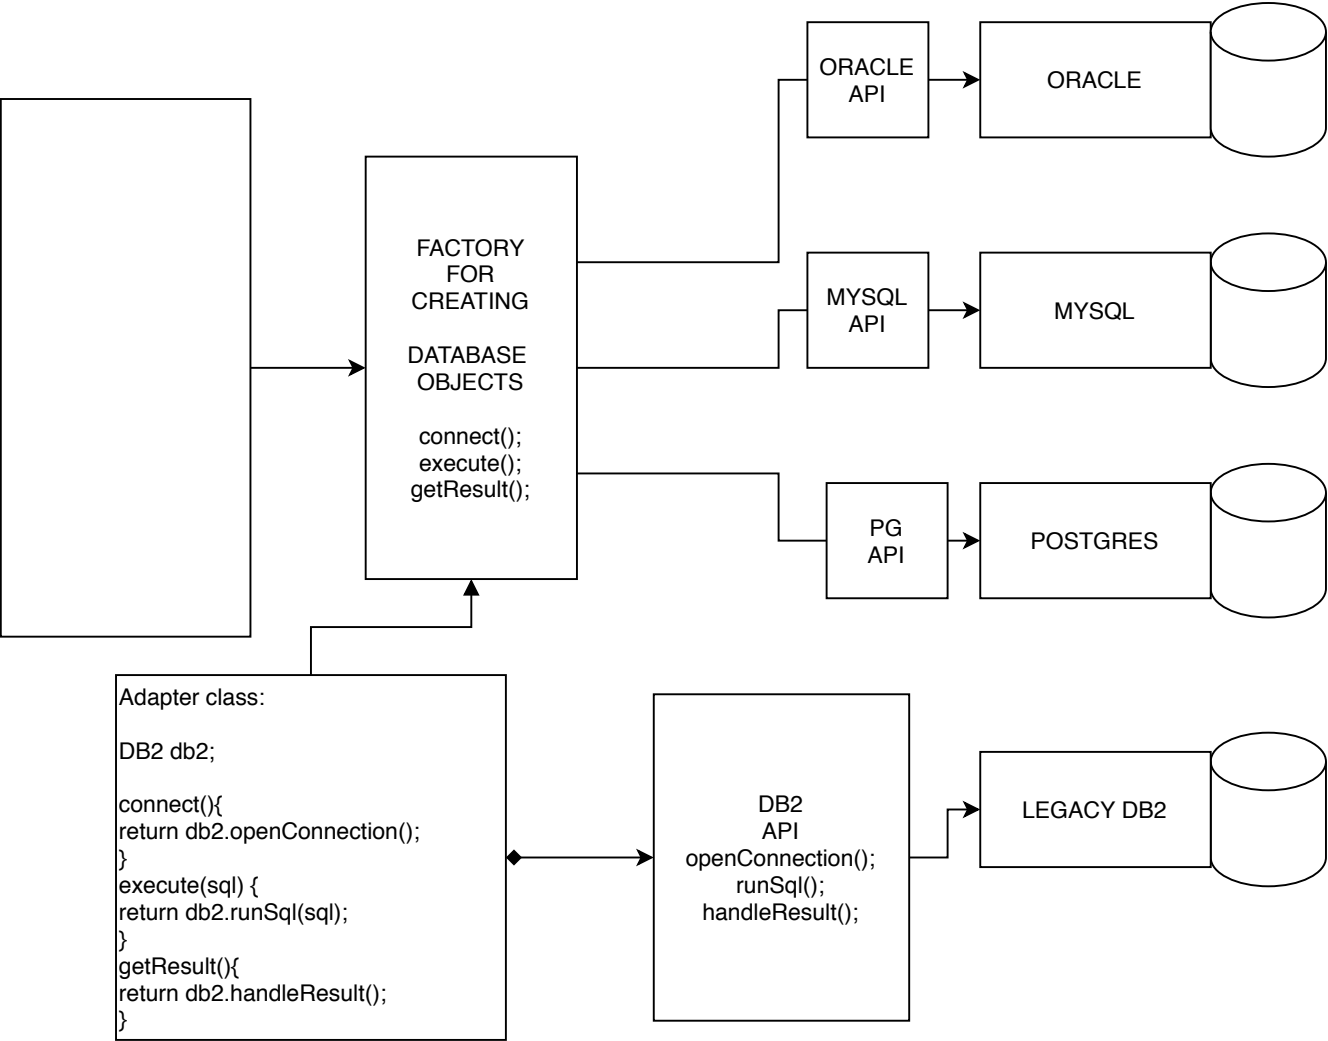 ORACLE
API
ORACLE
FACTORY
FOR
CREATING
DATABASE
OBJECTS
connect();
execute();
getResult();
MYSQL
API
MYSQL
PG
API
POSTGRES
Adapter class:
DB2 db2;
connect(){
return db2.openConnection();
}
execute(sql) {
return db2.runSql(sql);
}
getResult(){
return db2.handleResult();
}
DB2
API
openConnection();
runSql();
handleResult();
LEGACY DB2